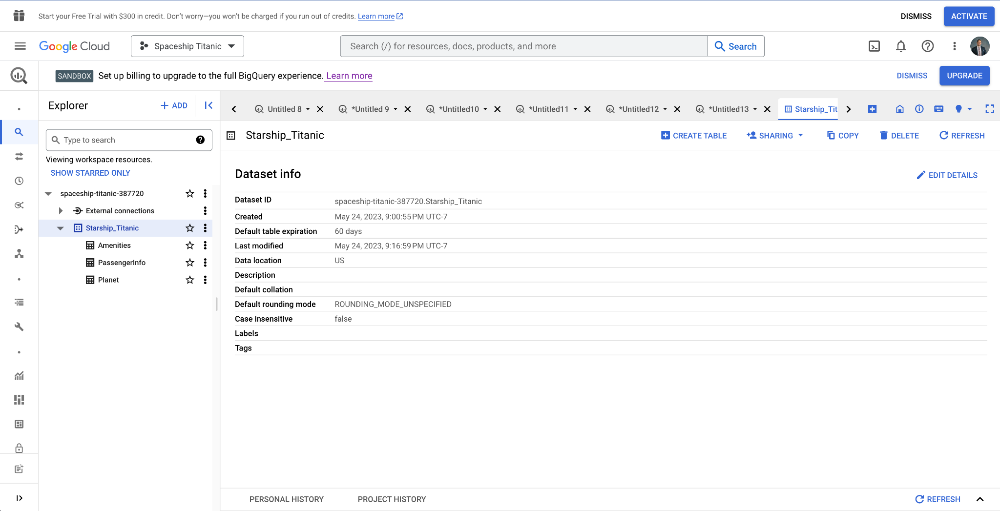 Start your Free Trial with $300 in credit. Don't worry—you won't be charged if you run out of credits. Learn more
DISMISS
ACTIVATE
Google Cloud
Spaceship Titanic
Search (/) for resources, docs, products, and more
Search
SANDBOX Set up billing to upgrade to the full BigQuery experience. Learn more
DISMISS
UPGRADE
Explorer
+ ADD
Type to search
Viewing workspace resources.
SHOW STARRED ONLY
spaceship-titanic-387720
External connections
Starship_Titanic
Amenities
PassengerInfo
Planet
Untitled 8
*Untitled 9
*Untitled10
*Untitled11
*Untitled12
*Untitled13
Starship_Tit
Starship_Titanic
CREATE TABLE
SHARING
COPY
DELETE
REFRESH
Dataset info
EDIT DETAILS
Dataset ID spaceship-titanic-387720.Starship_Titanic
Created May 24, 2023, 9:00:55 PM UTC-7
Default table expiration 60 days
Last modified May 24, 2023, 9:16:59 PM UTC-7
Data location US
Description
Default collation
Default rounding mode ROUNDING_MODE_UNSPECIFIED
Case insensitive false
Labels
Tags
PERSONAL HISTORY
PROJECT HISTORY
REFRESH